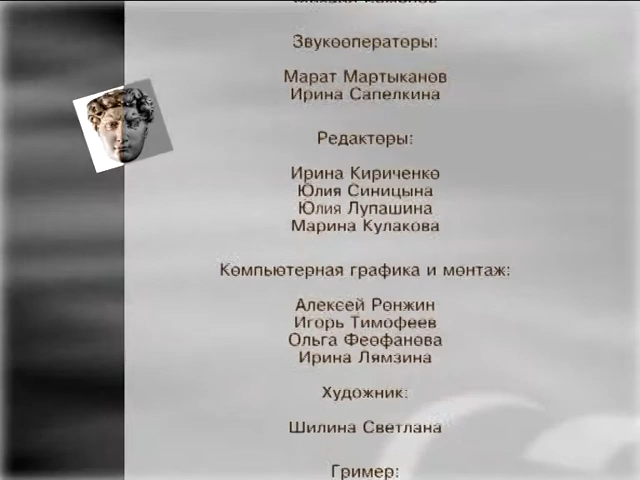 Звукооператоры:
Марат Мартыканов
Ирина Сапелкина
Редакторы:
Ирина Кириченко
Юлия Синицына
Юлия Лупашина
Марина Кулакова
Компьютерная графика и монтаж:
Алексей Ронжин
Игорь Тимофеев
Ольга Феофанова
Ирина Лямзина
Художник:
Шилина Светлана
Гример: